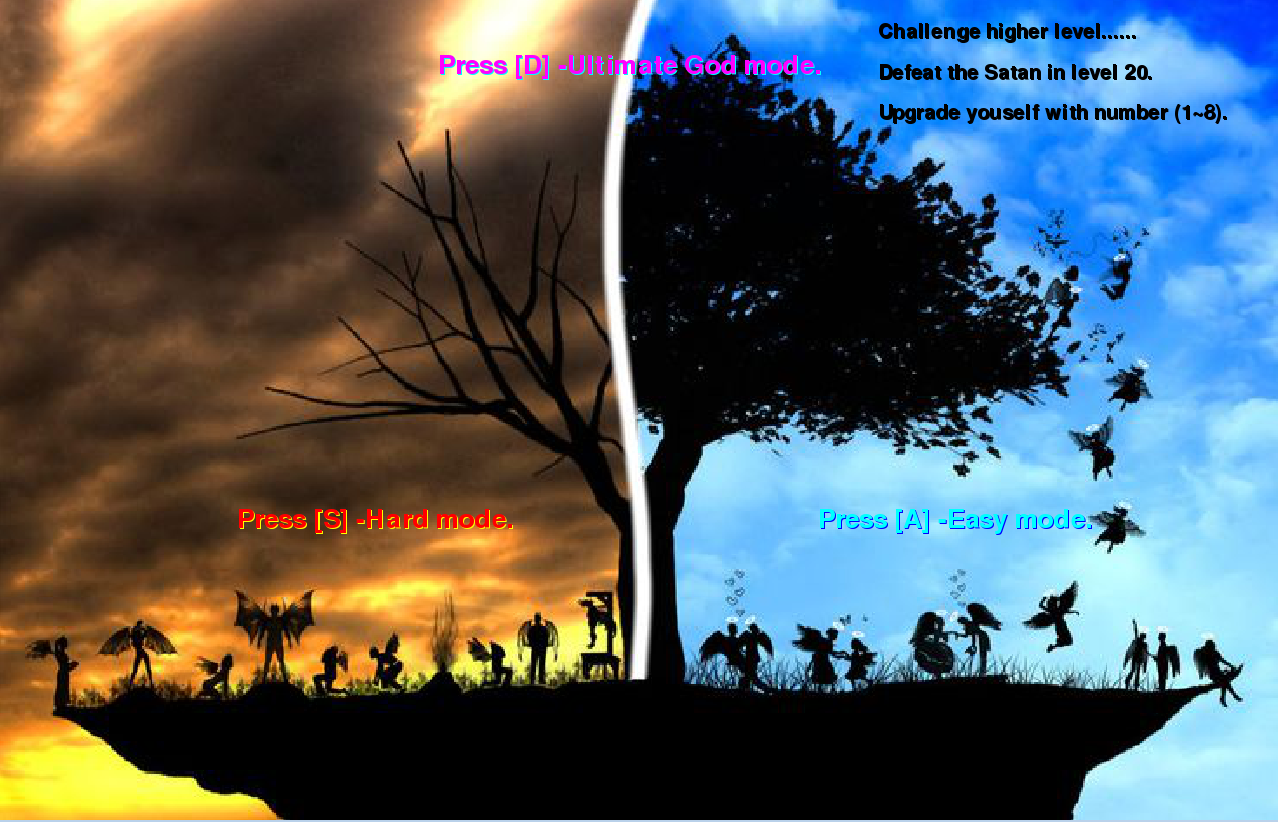 Challenge higher level......
Press [D] -Ultimate God mode.
Defeat the Satan in level 20.
Upgrade youself with number (1~8).
Press [S] -Hard mode.
Press [A] -Easy mode.